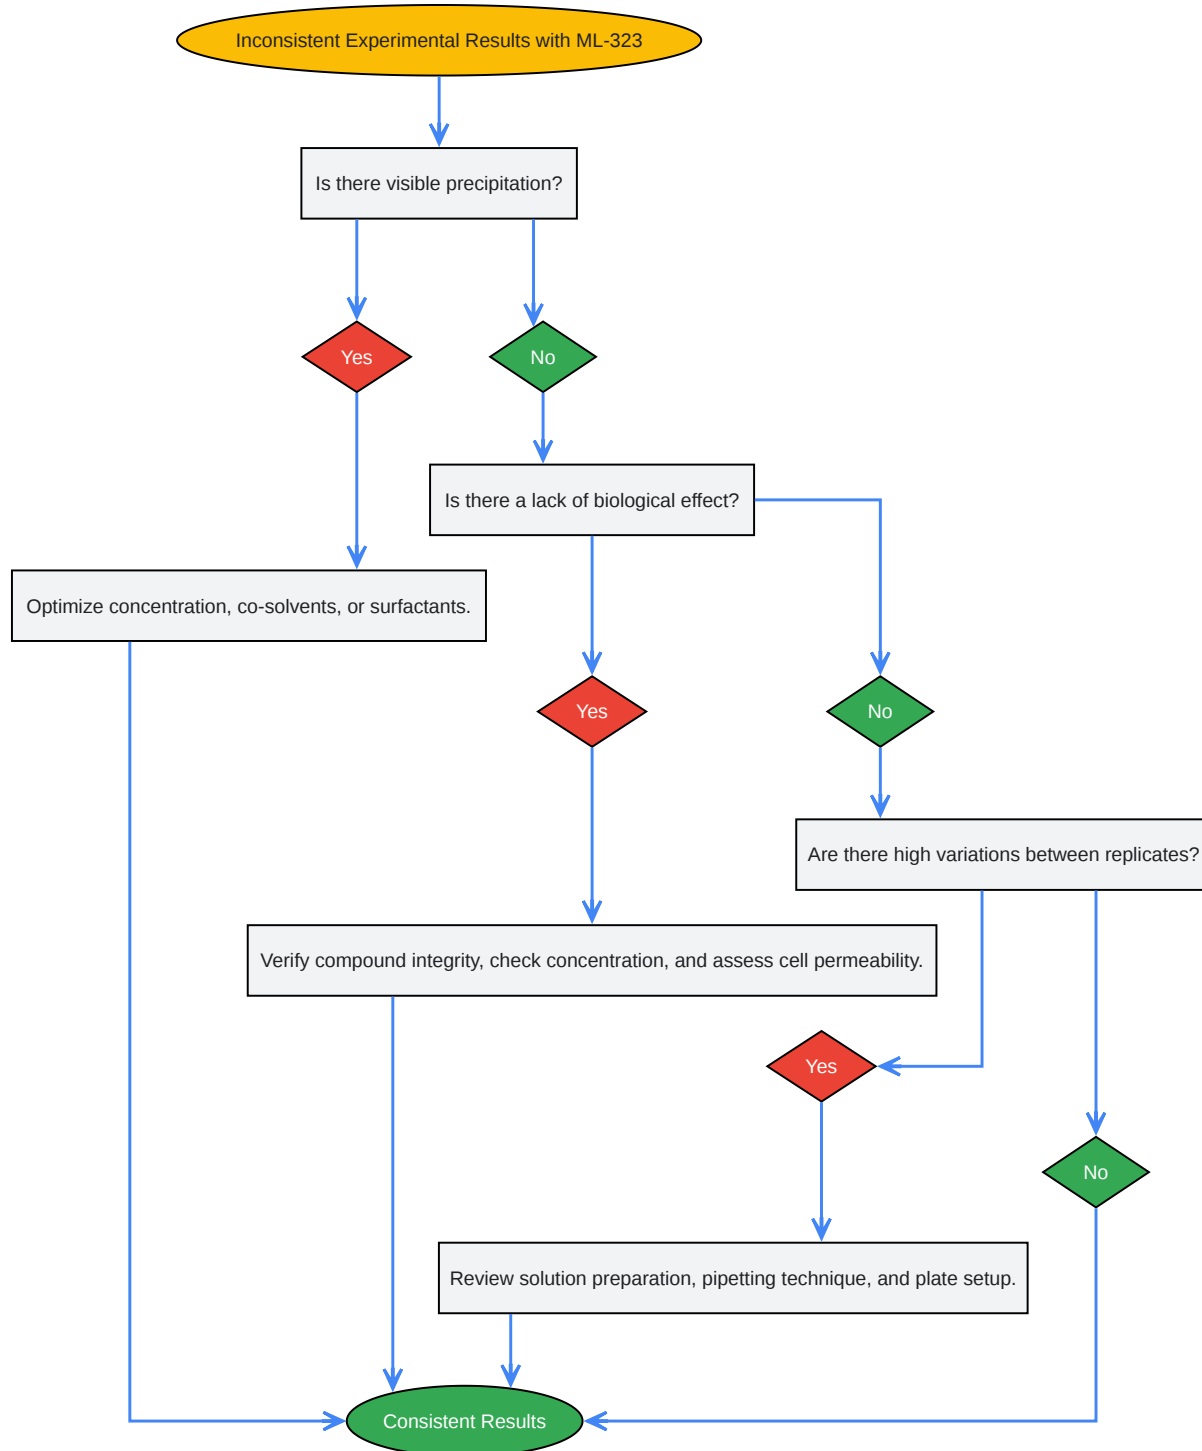 Inconsistent Experimental Results with ML-323
Is there visible precipitation?
Yes
No
Is there a lack of biological effect?
Optimize concentration, co-solvents, or surfactants.
Yes
No
Are there high variations between replicates?
Verify compound integrity, check concentration, and assess cell permeability.
Yes
No
Review solution preparation, pipetting technique, and plate setup.
Consistent Results